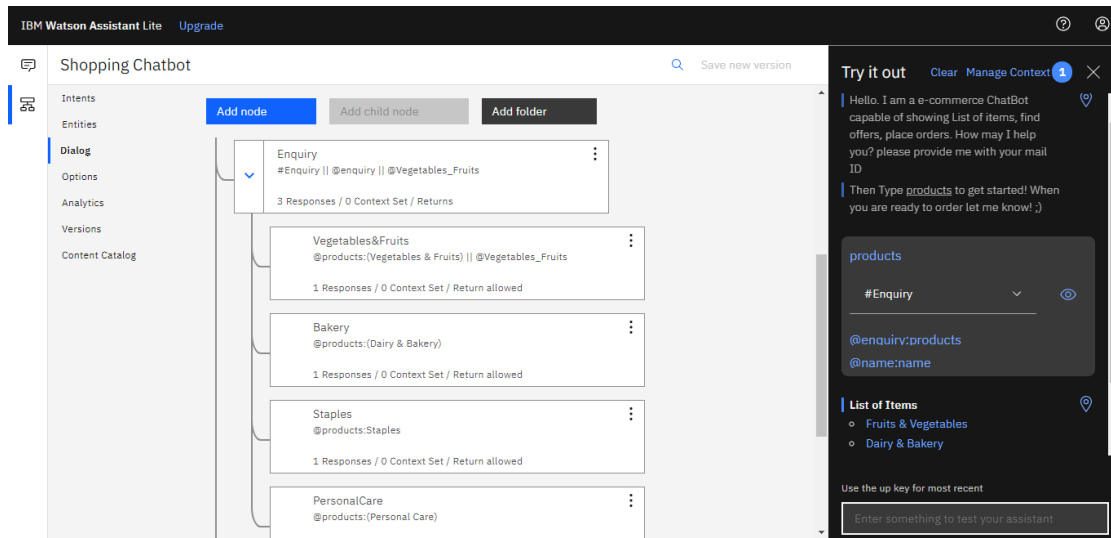 IBM Watson Assistant Lite Upgrade
Shopping Chatbot
Save new version
Intents
Entities
Dialog
Options
Analytics
Versions
Content Catalog
Add node
Add child node
Add folder
Enquiry
#Enquiry || @enquiry || @Vegetables_Fruits
3 Responses / 0 Context Set / Returns
Vegetables&Fruits
@products:(Vegetables & Fruits) || @Vegetables_Fruits
1 Responses / 0 Context Set / Return allowed
Bakery
@products:(Dairy & Bakery)
1 Responses / 0 Context Set / Return allowed
Staples
@products:Staples
1 Responses / 0 Context Set / Return allowed
PersonalCare
@products:(Personal Care)
Try it out Clear Manage Context 1
Hello. I am a e-commerce ChatBot
capable of showing List of items, find
offers, place orders. How may I help
you? please provide me with your mail
ID
Then Type products to get started! When
you are ready to order let me know! ;)
products
#Enquiry
@enquiry:products
@name:name
List of Items
Fruits & Vegetables
Dairy & Bakery
Use the up key for most recent
Enter something to test your assistant